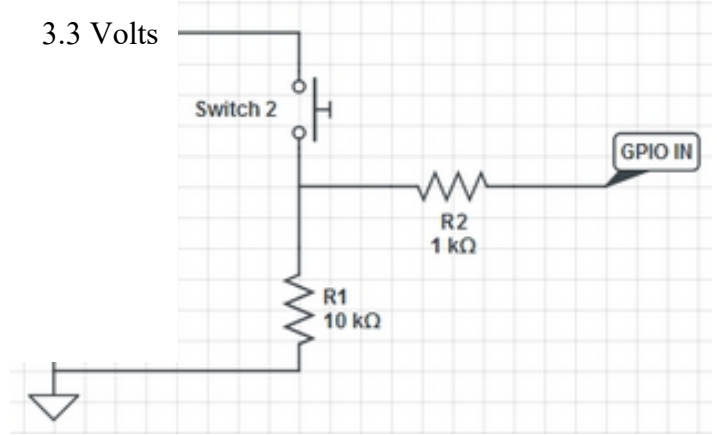 3.3 Volts
Switch 2
GPIO IN
R2
1 kΩ
R1
10 kΩ